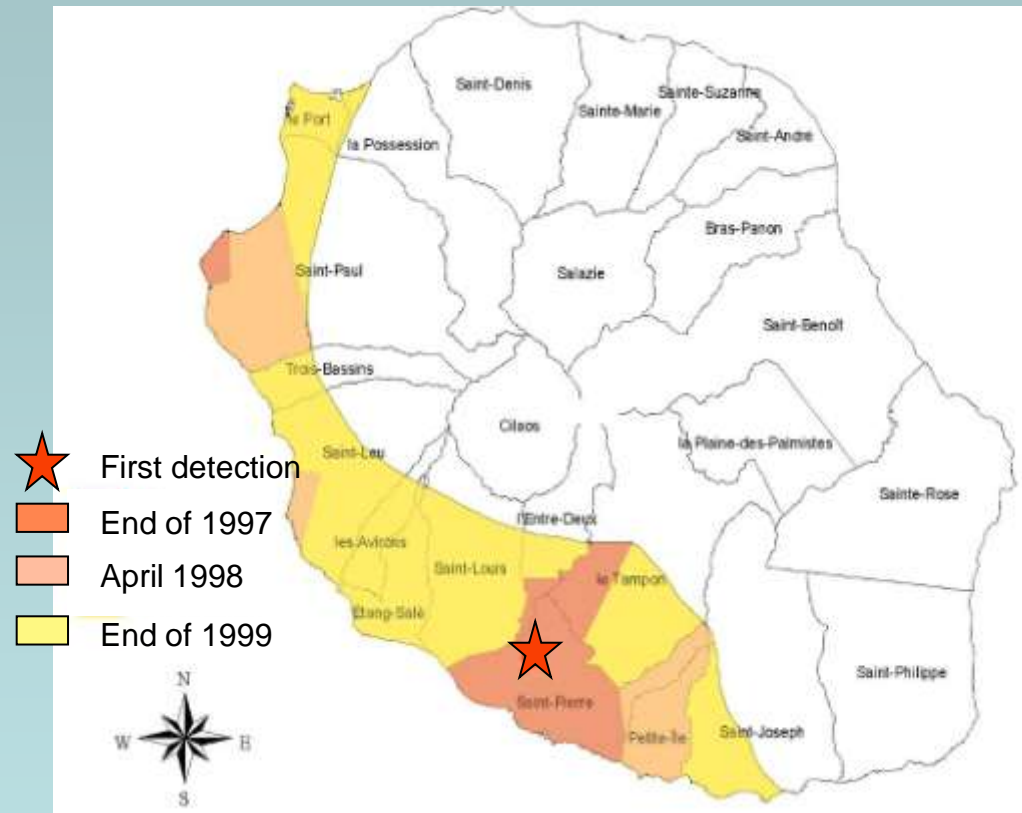 Saint-Denis
Sainte-Marie
Sainte-Suzanne
Saint-Andre
le Port
la Possession
Bras-Panon
Saint-Paul
Salazie
Saint-Benoît
Trois-Bassins
Cilaos
la Plaine-des-Palmistes
Saint-Leu
Sainte-Rose
First detection
End of 1997
April 1998
End of 1999
l'Entre-Deux
les Avirons
Saint-Louis
le Tampon
Etang-Salé
Saint-Pierre
Petite-Île
Saint-Joseph
Saint-Philippe
N
W
E
S